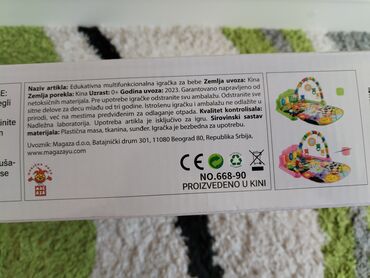 Naziv artikla: Edukativna multifunkcionalna igračka za bebe Zemlja uvoza: Kina
Zemlja porekla: Kina Uzrast: 0+ Godina uvoza: 2023. Garantovano napravljeno od
netoksičnih materijala. Pre upotrebe igračke odstranite svu ambalažu. Odstranite sve
sitne delove za decu mlađu od tri godine. Istrošenu igračku i ambalažu ne odlagati u
prirodi, već na mestima predviđenim za odlaganje otpada. Kvalitet kontrolisala:
Nadležna laboratorija. Upotreba artikla je isključivo za igru. Sirovinski sastav
materijala: Plastična masa, tkanina, sunđer. Igračka je bezbedna za upotrebu.
Uvoznik: Magaza d.o.o, Batajnički drum 301, 11080 Beograd 80, Republika Srbija,
www.magazayu.com
CE
NO.668-90
PROIZVEDENO U KINI